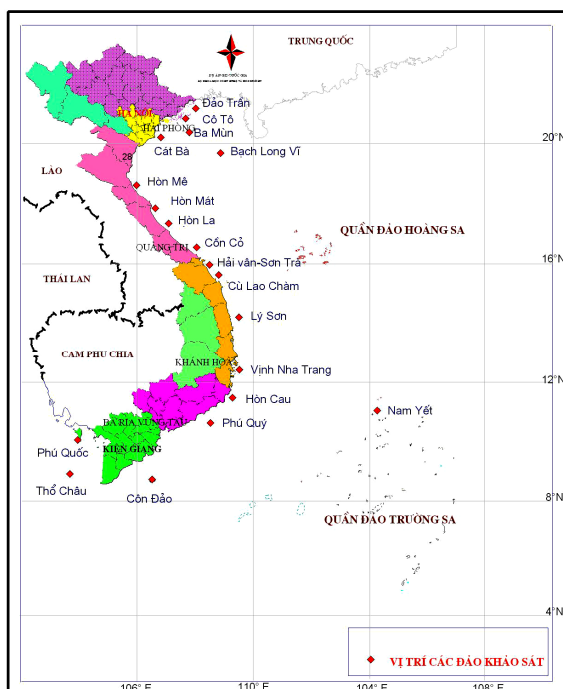 TRUNG QUỐC
Đảo Trần
HÀ NỘI
Cô Tô
HẢI PHÒNG
Ba Mùn
20°N
28
Cát Bà
Bạch Long Vĩ
LÀO
Hòn Mê
Hòn Mát
Hòn La
QUẦN ĐẢO HOÀNG SA
QUẢNG TRỊ
Cồn Cỏ
Hải vân-Sơn Trà
16°N
THÁI LAN
Cù Lao Chàm
Lý Sơn
CAM PHU CHIA
KHÁNH HOÀ
Vịnh Nha Trang
12°N
Hòn Cau
Nam Yết
BÀ RỊA VŨNG TÀU
Phú Quý
KIÊN GIANG
Phú Quốc
Thổ Châu
Côn Đảo
8°N
QUẦN ĐẢO TRƯỜNG SA
4°N
VỊ TRÍ CÁC ĐẢO KHẢO SÁT
106° E
110° E
104° E
108° E